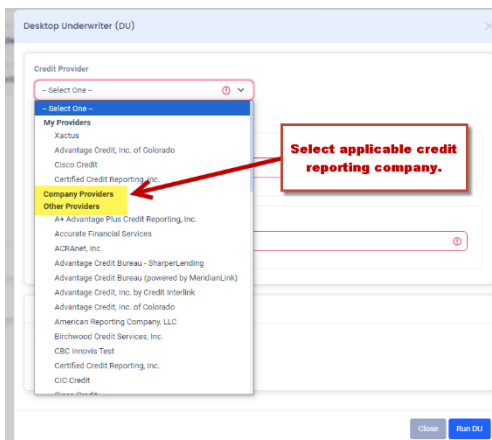 Desktop Underwriter (DU)
Credit Provider
-- Select One --
-- Select One --
My Providers
Xactus
Advantage Credit, Inc. of Colorado
Cisco Credit
Certified Credit Reporting, Inc.
Company Providers
Other Providers
A+ Advantage Plus Credit Reporting, Inc.
Accurate Financial Services
ACRAnet, Inc.
Advantage Credit Bureau - SharperLending
Advantage Credit Bureau (powered by MeridianLink)
Advantage Credit, Inc. by Credit Interlink
Advantage Credit, Inc. of Colorado
American Reporting Company, LLC
Birchwood Credit Services, Inc.
CBC Innovis Test
Certified Credit Reporting, Inc.
CIC Credit
Cisco Credit
Select applicable credit
reporting company.
Close
Run DU